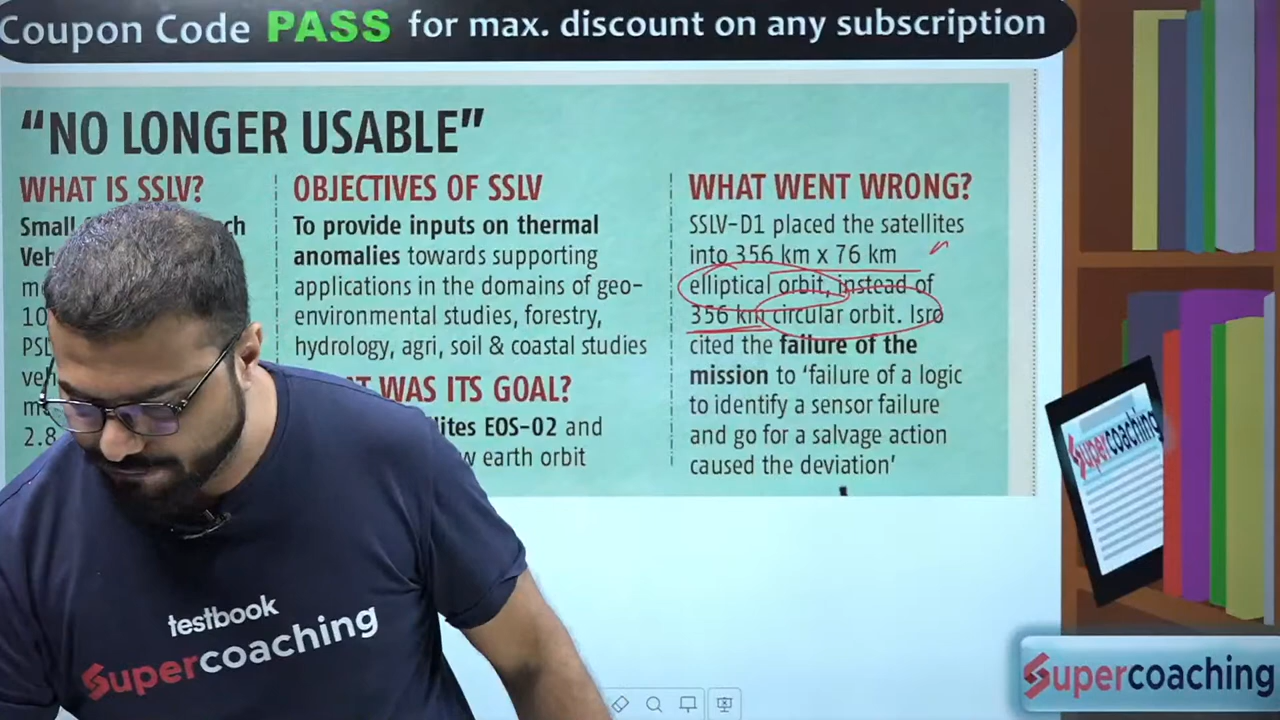 Coupon Code PASS for max. discount on any subscription
“NO LONGER USABLE”
WHAT IS SSLV?
Small
ch
2.8
OBJECTIVES OF SSLV
To provide inputs on thermal
anomalies towards supporting
applications in the domains of geo-
environmental studies, forestry,
hydrology, agri, soil & coastal studies
WAS ITS GOAL?
EOS-02 and
earth orbit
WHAT WENT WRONG?
SSLV-D1 placed the satellites
into 356 km x 76 km
elliptical orbit, instead of
356 km circular orbit. Isro
cited the failure of the
mission to ‘failure of a logic
to identify a sensor failure
and go for a salvage action
caused the deviation’
testbook
Supercoaching
Supercoaching
Supercoaching